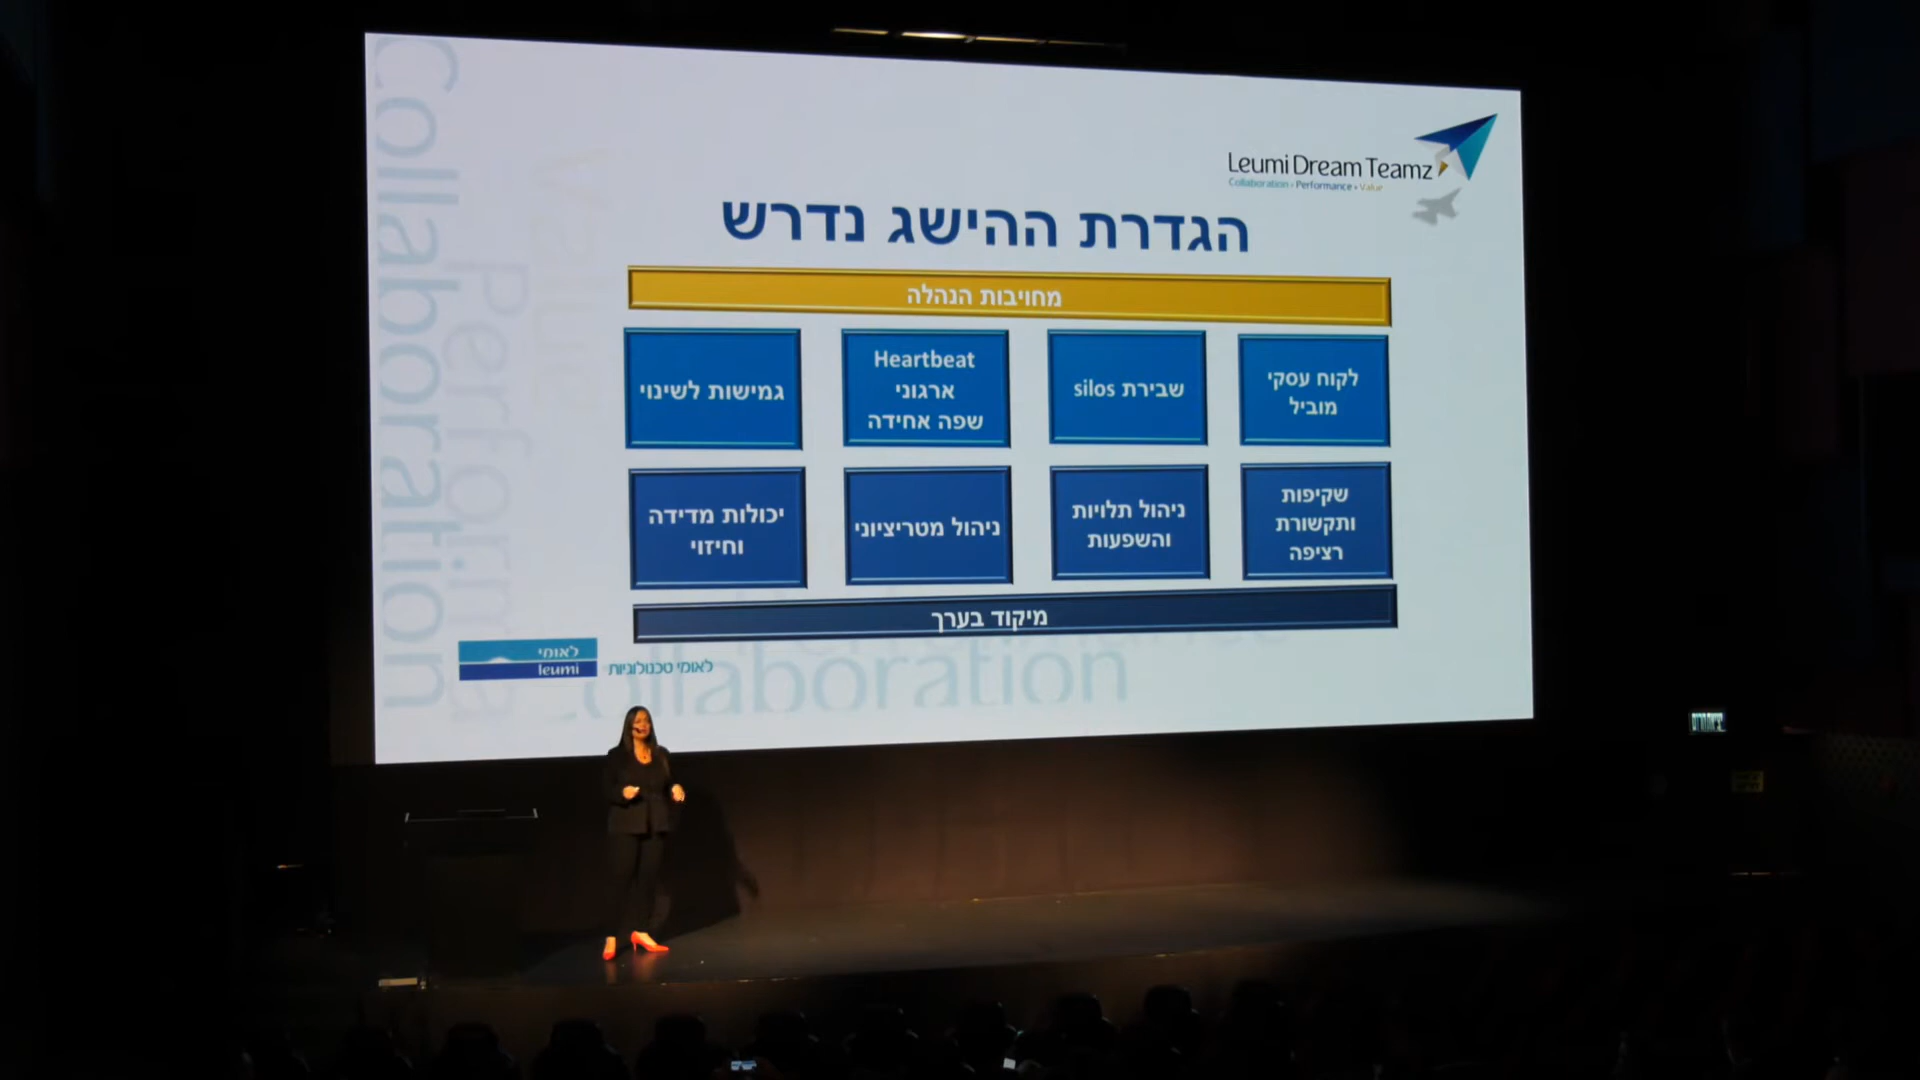 Leumi Dream Teamz
Collaboration › Performance › Value
הגדרת ההישג נדרש
מחויבות הנהלה
לקוח עסקי
מוביל
שבירת silos
Heartbeat
ארגוני
שפה אחידה
גמישות לשינוי
שקיפות
ותקשורת
רציפה
ניהול תלויות
והשפעות
ניהול מטריציוני
יכולות מדידה
וחיזוי
מיקוד בערך
לאומי
leumi
לאומי טכנולוגיות
Collaboration
Value
Collaboration